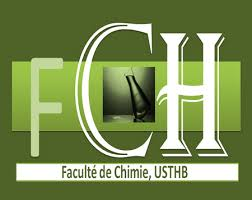 FCH
Faculté de Chimie, USTHB